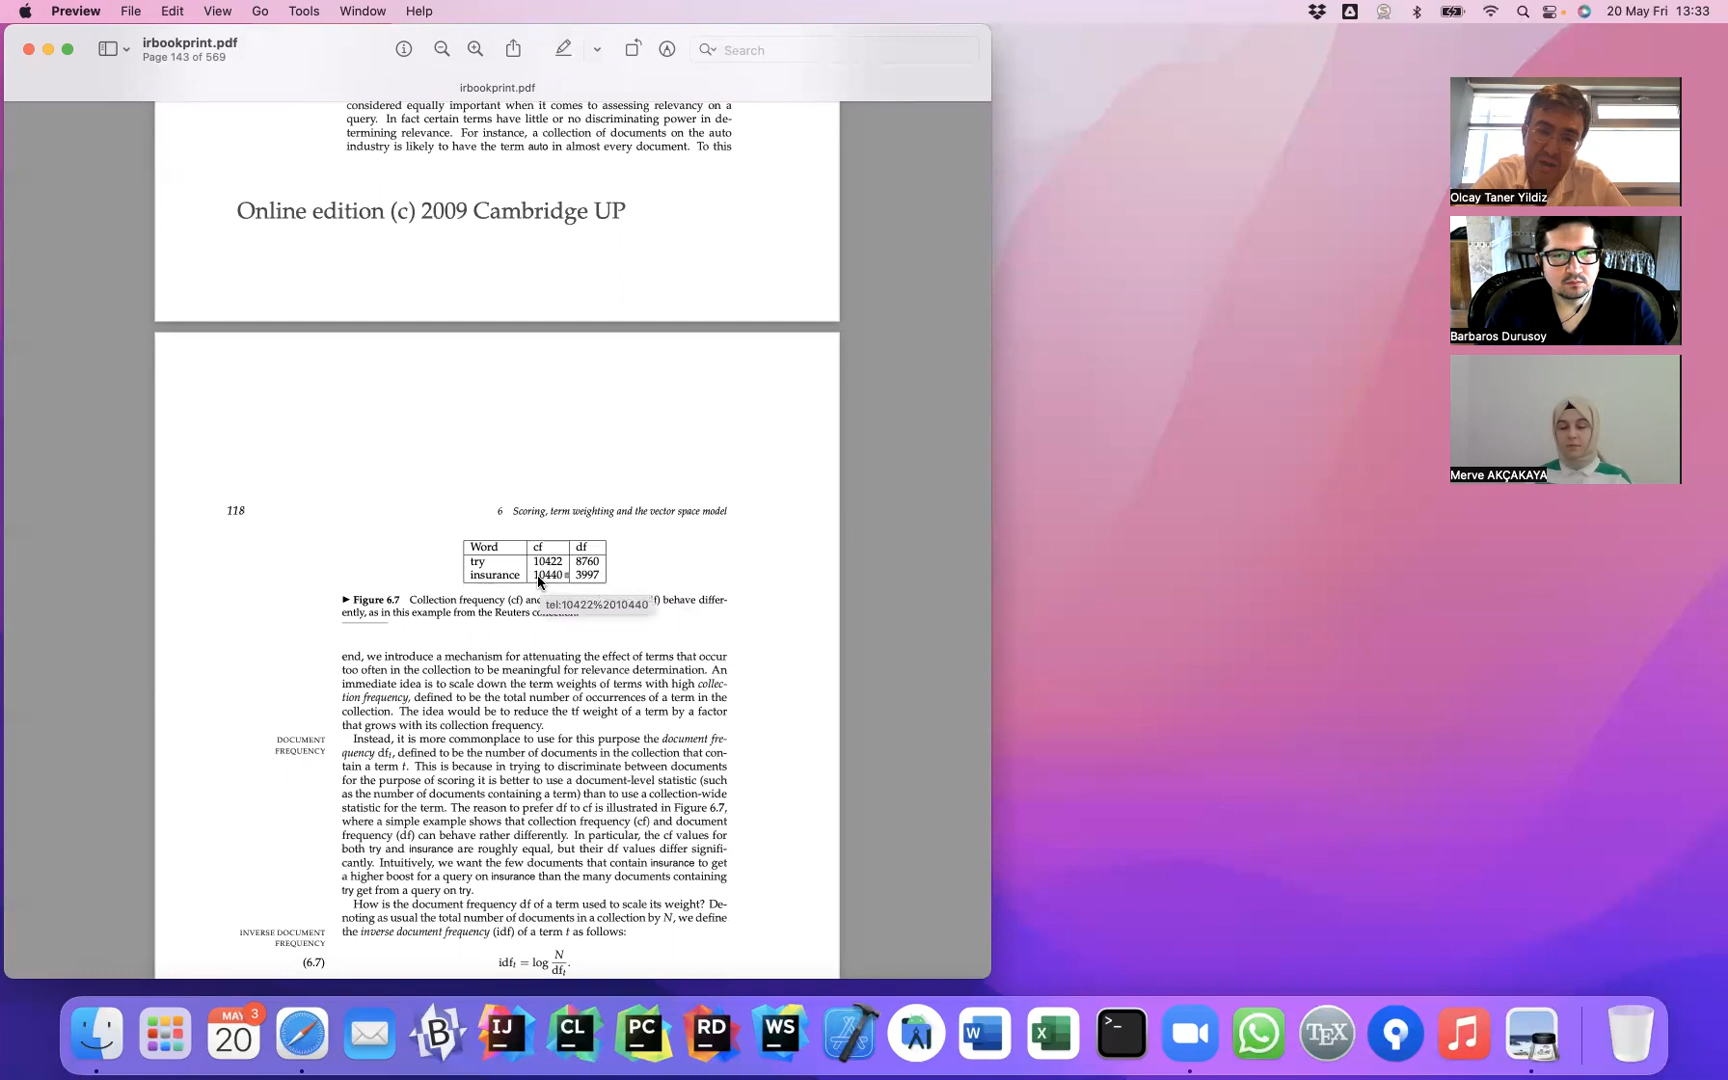 Preview File Edit View Go Tools Window Help 20 May Fri 13:33
irbookprint.pdf
Page 143 of 569
Search
irbookprint.pdf
considered equally important when it comes to assessing relevancy on a
query. In fact certain terms have little or no discriminating power in de-
termining relevance. For instance, a collection of documents on the auto
industry is likely to have the term auto in almost every document. To this
Online edition (c) 2009 Cambridge UP
118 6 Scoring, term weighting and the vector space model
Word cf df
try 10422 8760
insurance 10440 3997
tel:10422%2010440
► Figure 6.7 Collection frequency (cf) and f) behave differ-
ently, as in this example from the Reuters
end, we introduce a mechanism for attenuating the effect of terms that occur
too often in the collection to be meaningful for relevance determination. An
immediate idea is to scale down the term weights of terms with high collec-
tion frequency, defined to be the total number of occurrences of a term in the
collection. The idea would be to reduce the tf weight of a term by a factor
that grows with its collection frequency.
DOCUMENT
FREQUENCY
Instead, it is more commonplace to use for this purpose the document fre-
quency dft, defined to be the number of documents in the collection that con-
tain a term t. This is because in trying to discriminate between documents
for the purpose of scoring it is better to use a document-level statistic (such
as the number of documents containing a term) than to use a collection-wide
statistic for the term. The reason to prefer df to cf is illustrated in Figure 6.7,
where a simple example shows that collection frequency (cf) and document
frequency (df) can behave rather differently. In particular, the cf values for
both try and insurance are roughly equal, but their df values differ signifi-
cantly. Intuitively, we want the few documents that contain insurance to get
a higher boost for a query on insurance than the many documents containing
try get from a query on try.
How is the document frequency df of a term used to scale its weight? De-
noting as usual the total number of documents in a collection by N, we define
INVERSE DOCUMENT
FREQUENCY
the inverse document frequency (idf) of a term t as follows:
(6.7) idft = log N/dft.
Olcay Taner Yildiz
Barbaros Durusoy
Merve AKÇAKAYA
MAY 3
20
B
IJ
CL
PC
RD
WS
W
X
>_
TEX